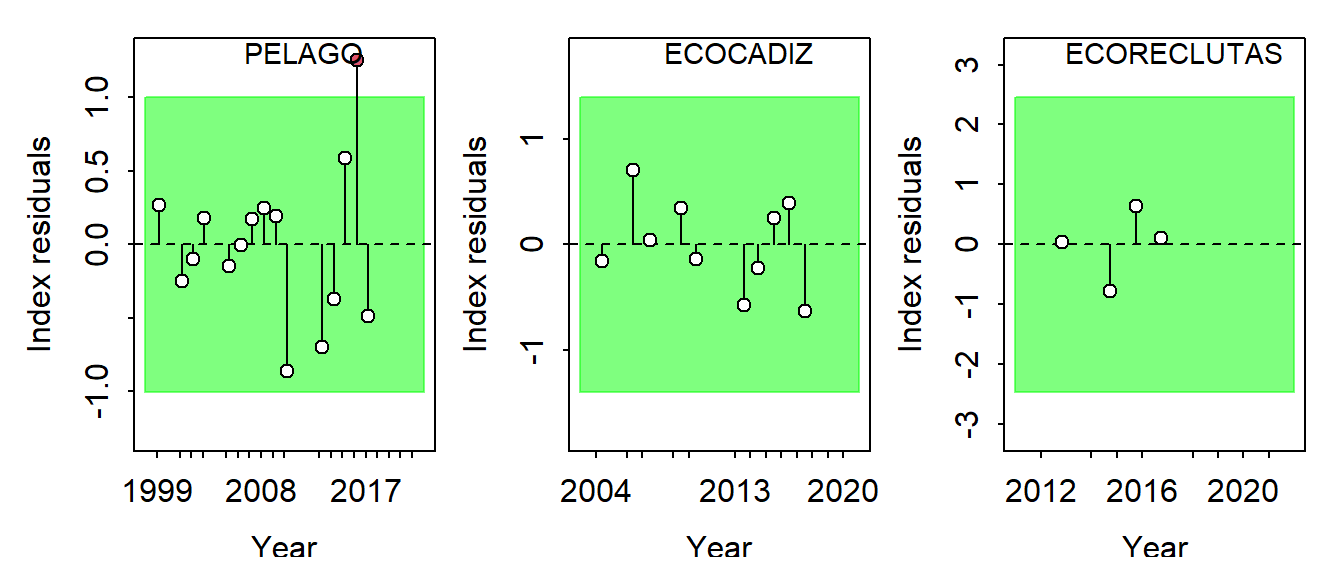 PELAGO
Index residuals
1.0
0.5
0.0
-1.0
1999 2008 2017
Year
ECOCADIZ
Index residuals
1
0
-1
2004 2013 2020
Year
ECORECLUTAS
Index residuals
3
2
1
0
-1
-2
-3
2012 2016 2020
Year